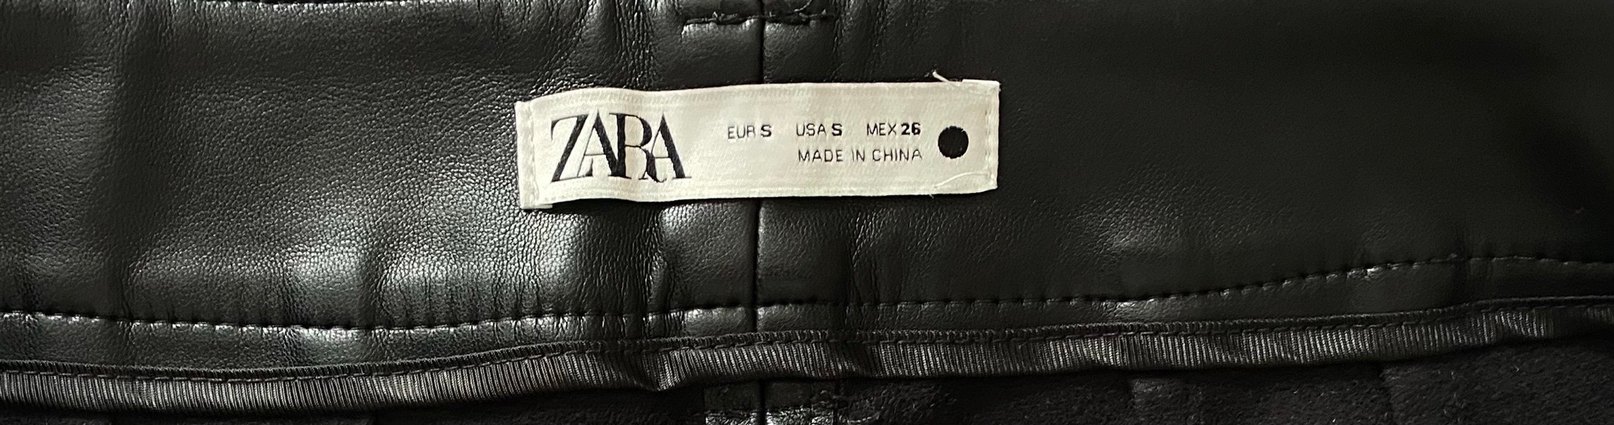 ZARA
EUR S USA S MEX 26
MADE IN CHINA